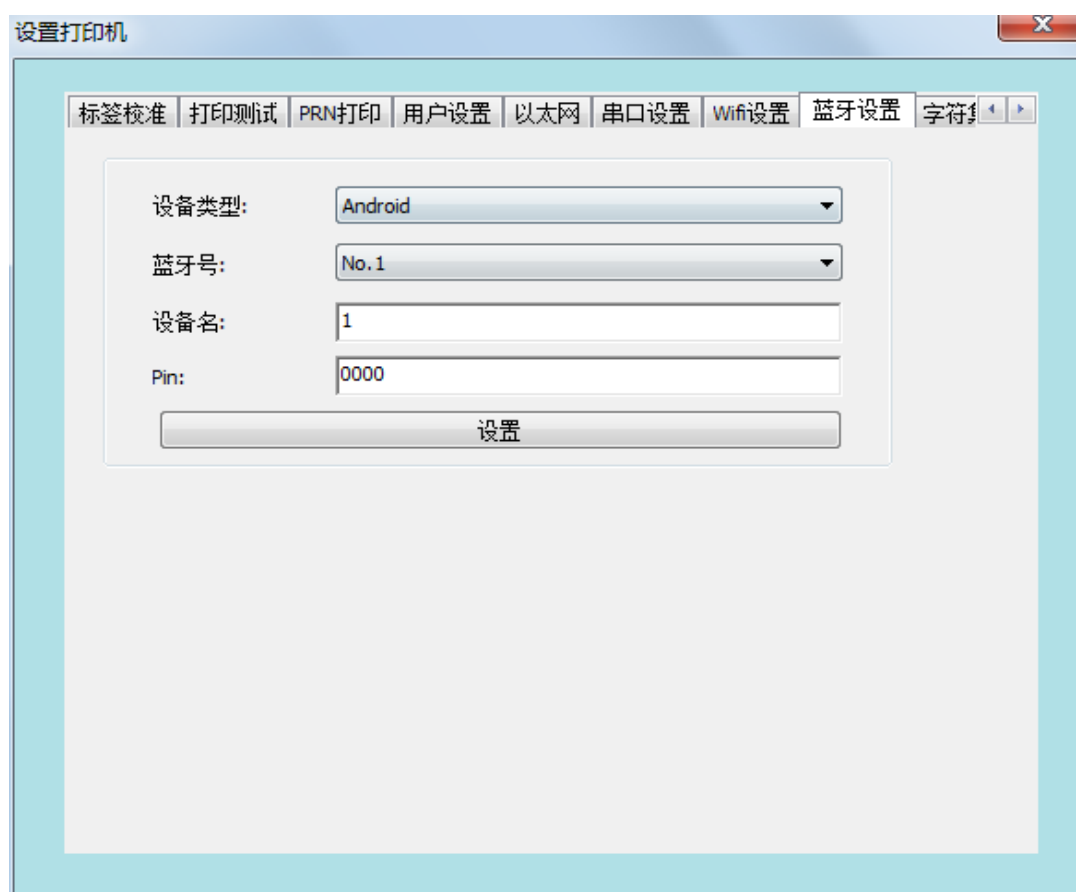 设置打印机
标签校准 打印测试 PRN打印 用户设置 以太网 串口设置 Wifi设置 蓝牙设置 字符
设备类型: Android
蓝牙号: No.1
设备名: 1
Pin: 0000
设置